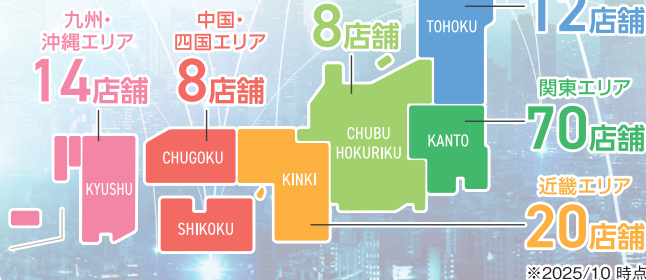 九州・
沖縄エリア
14店舗
中国・
四国エリア
8店舗
8店舗
12店舗
TOHOKU
関東エリア
70店舗
KANTO
CHUBU
HOKURIKU
CHUGOKU
KINKI
KYUSHU
SHIKOKU
近畿エリア
20店舗
※2025/10 時点